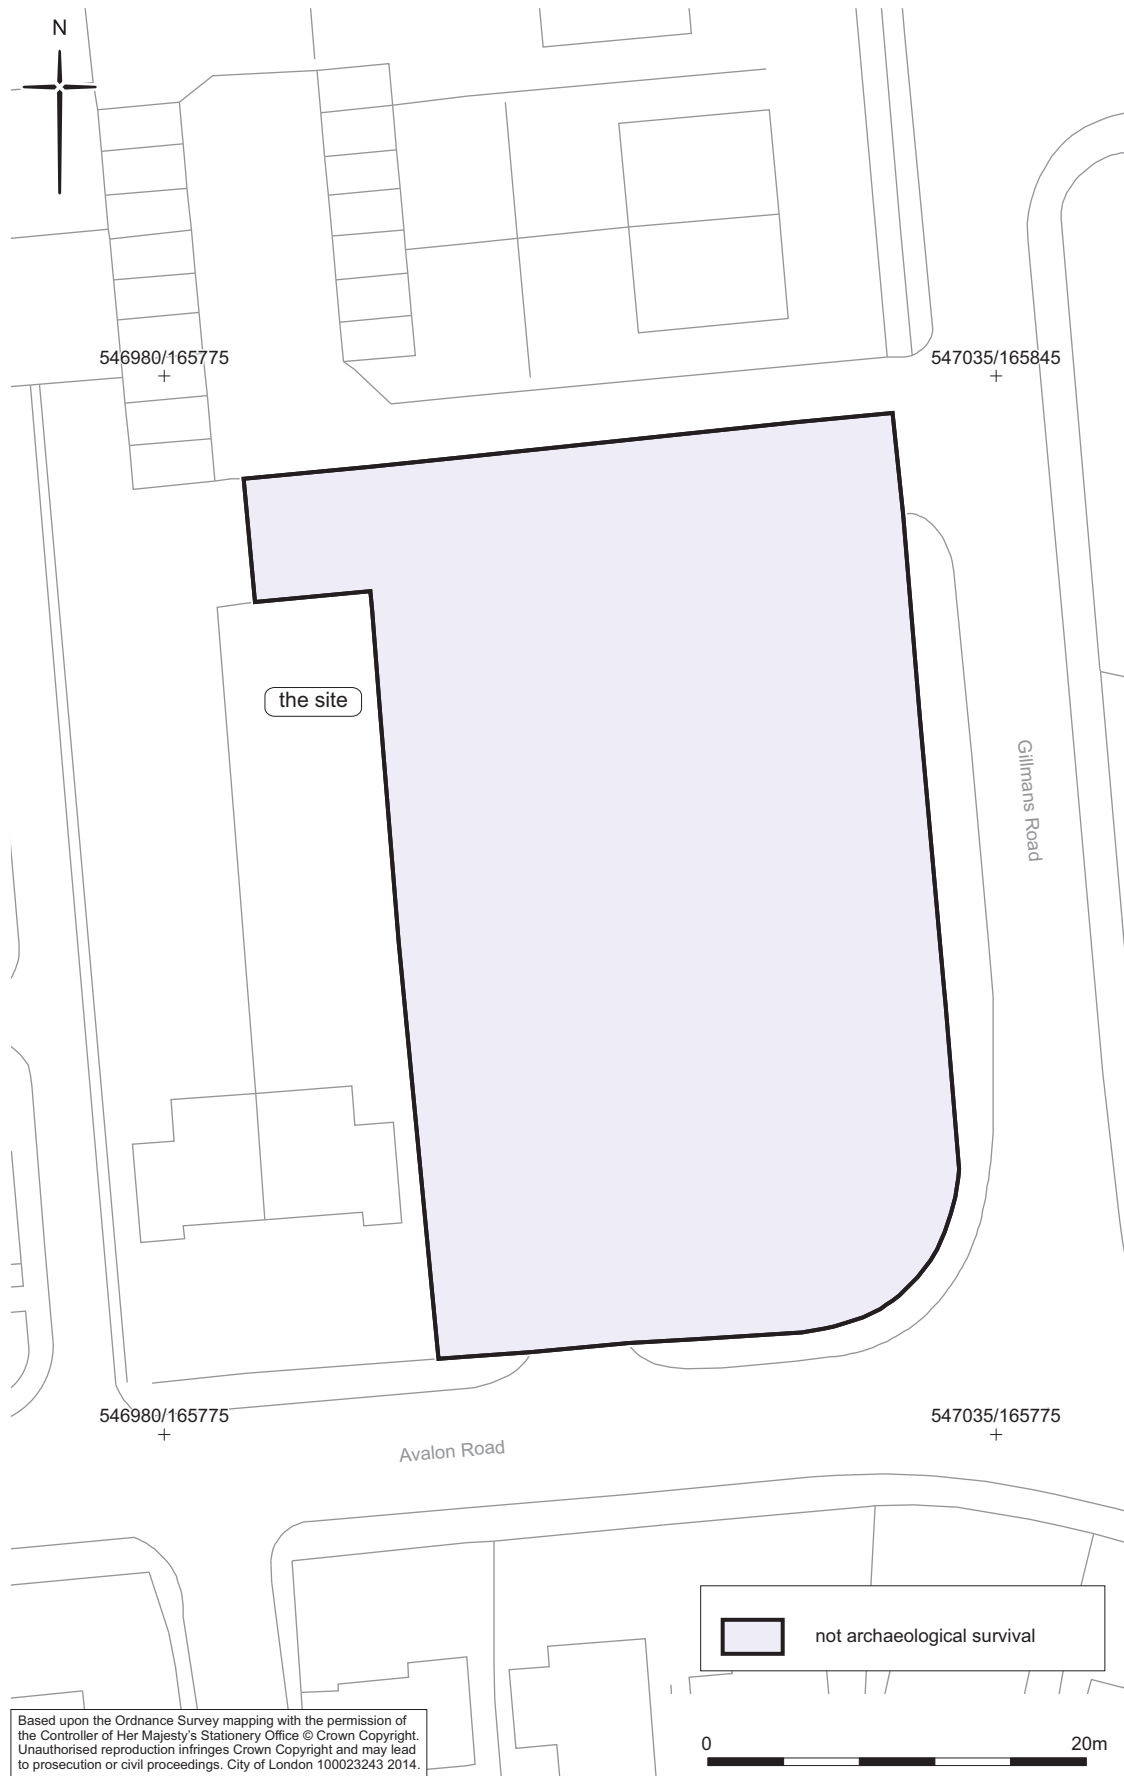 N
546980/165775
547035/165845
the site
Gillmans Road
546980/165775
547035/165775
Avalon Road
not archaeological survival
Based upon the Ordnance Survey mapping with the permission of
the Controller of Her Majesty's Stationery Office © Crown Copyright.
Unauthorised reproduction infringes Crown Copyright and may lead
to prosecution or civil proceedings. City of London 100023243 2014.
0 20m